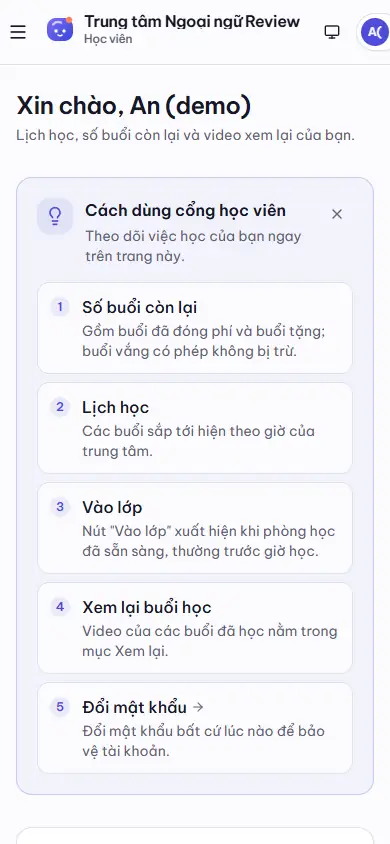 Trung tâm Ngoại ngữ Review
Học viên
A(
Xin chào, An (demo)
Lịch học, số buổi còn lại và video xem lại của bạn.
Cách dùng cổng học viên
Theo dõi việc học của bạn ngay
trên trang này.
1 Số buổi còn lại
Gồm buổi đã đóng phí và buổi tặng;
buổi vắng có phép không bị trừ.
2 Lịch học
Các buổi sắp tới hiện theo giờ của
trung tâm.
3 Vào lớp
Nút "Vào lớp" xuất hiện khi phòng học
đã sẵn sàng, thường trước giờ học.
4 Xem lại buổi học
Video của các buổi đã học nằm trong
mục Xem lại.
5 Đổi mật khẩu →
Đổi mật khẩu bất cứ lúc nào để bảo
vệ tài khoản.